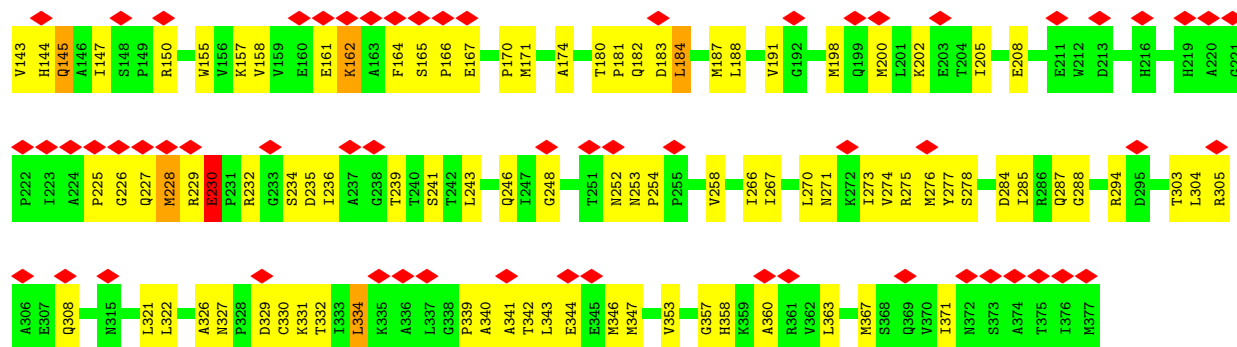 V143 H144 Q145 A146 I147 S148 P149 R150 W155 V156 K157 V158 V159 E160 E161 K162 A163 F164 S165 P166 E167 P170 M171 A174 T180 P181 Q182 D183 L184 M187 L188 V191 G192 M198 Q199 M200 L201 K202 E203 T204 I205 E208 E211 W212 D213 H216 H219 A220 G221
P222 I223 A224 P225 G226 Q227 M228 R229 E230 P231 R232 G233 S234 D235 I236 A237 G238 T239 T240 S241 T242 L243 Q246 I247 G248 T251 N252 N253 P254 P255 V258 I266 I267 L270 N271 K272 I273 V274 R275 M276 Y277 S278 D284 I285 R286 Q287 G288 R294 D295 T303 L304 R305
A306 E307 Q308 N315 L321 L322 A326 N327 P328 D329 C330 K331 T332 I333 L334 K335 A336 L337 G338 P339 A340 A341 T342 L343 E344 E345 M346 M347 V353 G357 H358 K359 A360 R361 V362 L363 M367 S368 Q369 V370 I371 N372 S373 A374 T375 I376 M377